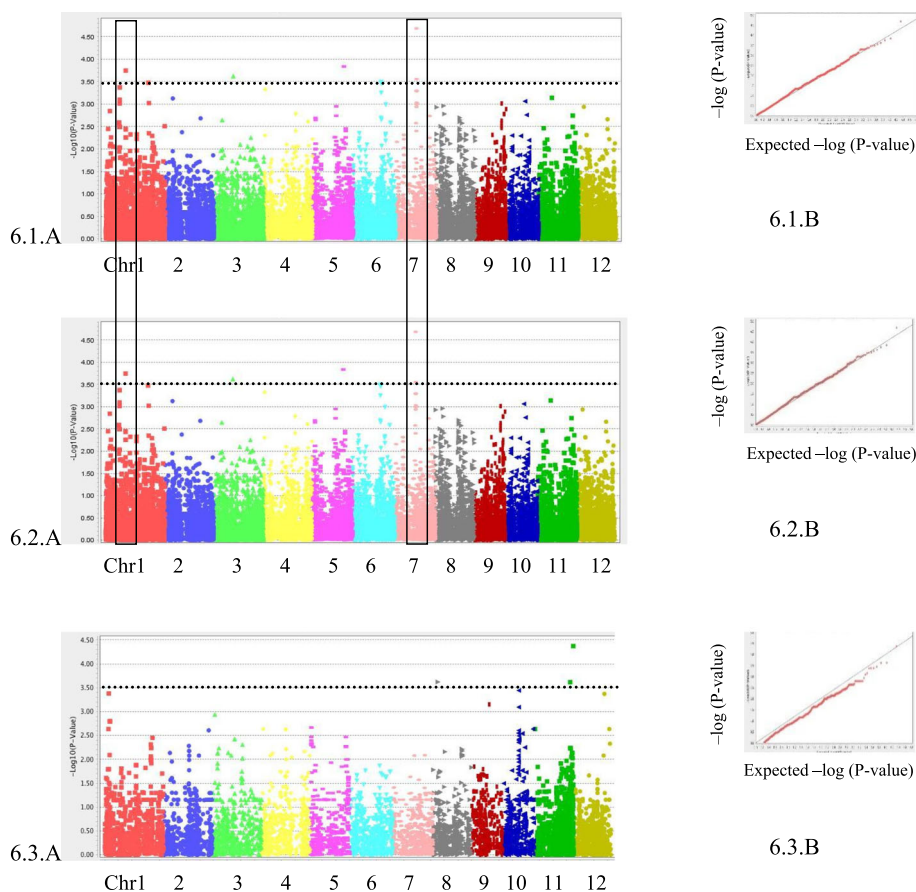 4.50
4.00
3.50
3.00
2.50
2.00
1.50
1.00
0.50
0.00
-Log10(P-Value)
6.1.A
Chr1 2 3 4 5 6 7 8 9 10 11 12
–log (P-value)
Expected –log (P-value)
6.1.B
4.50
4.00
3.50
3.00
2.50
2.00
1.50
1.00
0.50
0.00
-Log10(P-Value)
6.2.A
Chr1 2 3 4 5 6 7 8 9 10 11 12
–log (P-value)
Expected –log (P-value)
6.2.B
4.50
4.00
3.50
3.00
2.50
2.00
1.50
1.00
0.50
0.00
-Log10(P-Value)
6.3.A
Chr1 2 3 4 5 6 7 8 9 10 11 12
–log (P-value)
Expected –log (P-value)
6.3.B